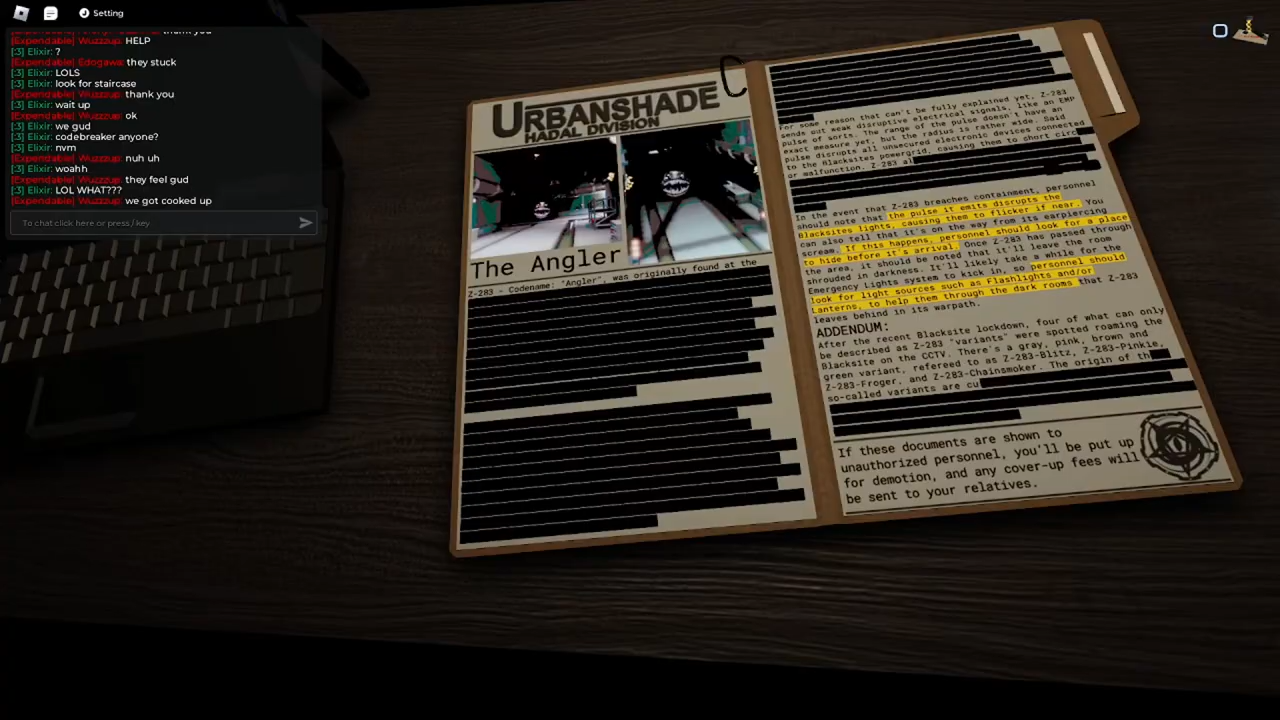 Setting
HELP
[:3] Elixir: ?
[Expendable] Edogawa: they stuck
[:3] Elixir: LOLS
[:3] Elixir: look for staircase
[Expendable] Wuzzzup: thank you
[:3] Elixir: wait up
[Expendable] Wuzzzup: ok
[:3] Elixir: we gud
[:3] Elixir: codebreaker anyone?
[:3] Elixir: nvm
[Expendable] Wuzzzup: nuh uh
[:3] Elixir: woahh
[Expendable] Wuzzzup: they feel gud
[:3] Elixir: LOL WHAT???
[Expendable] Wuzzzup: we got cooked up
To chat click here or press / key
URBANSHADE
HADAL DIVISION
The Angler
Z-283 - Codename: "Angler", was originally found at the
For some reason that can't be fully explained yet, Z-283
sends out weak disruptive electrical signals, like an EMP
pulse of sorts. The range of the pulse doesn't have an
exact measure yet, but the radius is rather wide. Said
pulse disrupts all unsecured electronic devices connected
to the Blacksites powergrid, causing them to short circ
or malfunction. Z-283 al
In the event that Z-283 breaches containment, personnel
should note that the pulse it emits disrupts the
Blacksites lights, causing them to flicker if near. You
can also tell that it's on the way from its earpiercing
scream. If this happens, personnel should look for a place
to hide before it's arrival. Once Z-283 has passed through
the area, it should be noted that it'll leave the room
shrouded in darkness. It'll likely take a while for the
Emergency Lights system to kick in, so personnel should
look for light sources such as Flashlights and/or
Lanterns, to help them through the dark rooms that Z-283
leaves behind in its warpath.
ADDENDUM:
After the recent Blacksite lockdown, four of what can only
be described as Z-283 "variants" were spotted roaming the
Blacksite on the CCTV. There's a gray, pink, brown and
green variant, refereed to as Z-283-Blitz, Z-283-Pinkie,
Z-283-Froger, and Z-283-Chainsmoker. The origin of th
so-called variants are cu
If these documents are shown to
unauthorized personnel, you'll be put up
for demotion, and any cover-up fees will
be sent to your relatives.